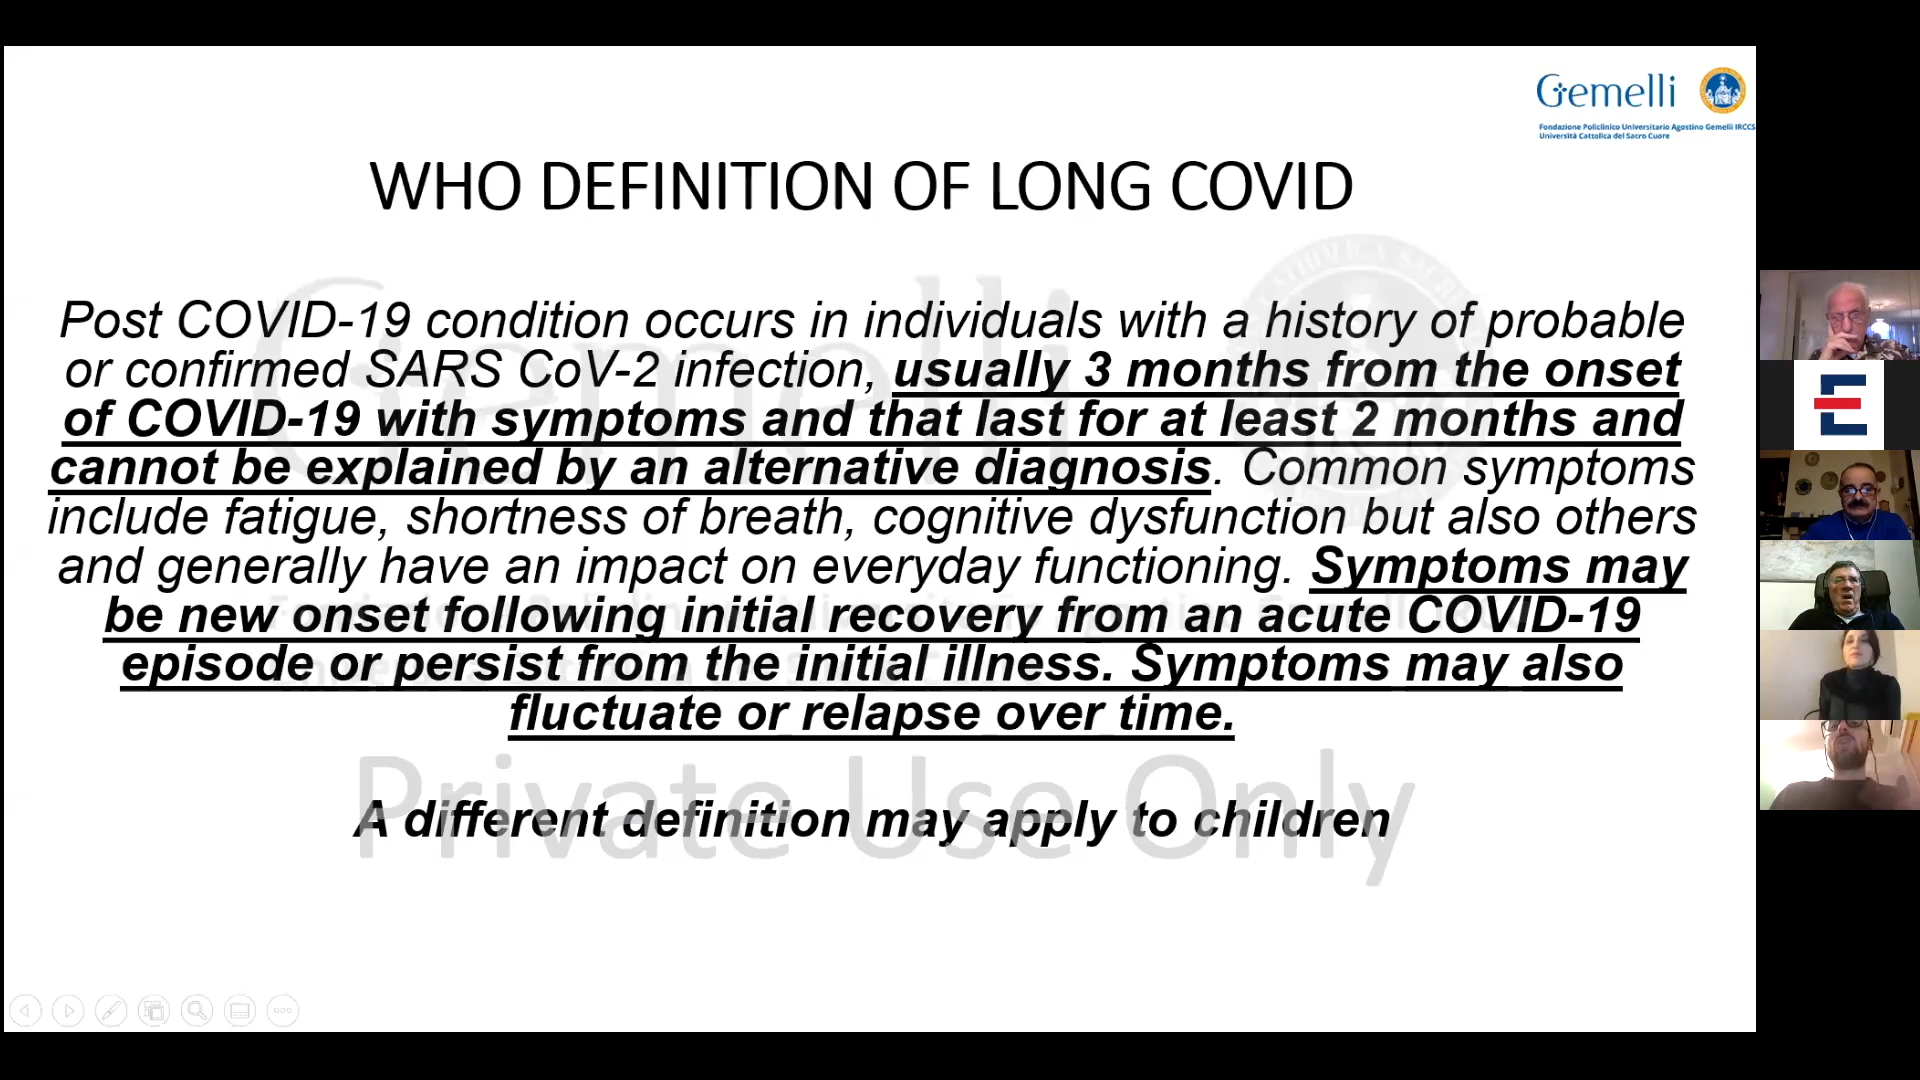 Gemelli
Fondazione Policlinico Universitario Agostino Gemelli IRCCS
Università Cattolica del Sacro Cuore
WHO DEFINITION OF LONG COVID
Post COVID-19 condition occurs in individuals with a history of probable
or confirmed SARS CoV-2 infection, usually 3 months from the onset
of COVID-19 with symptoms and that last for at least 2 months and
cannot be explained by an alternative diagnosis. Common symptoms
include fatigue, shortness of breath, cognitive dysfunction but also others
and generally have an impact on everyday functioning. Symptoms may
be new onset following initial recovery from an acute COVID-19
episode or persist from the initial illness. Symptoms may also
fluctuate or relapse over time.
A different definition may apply to children
Gemelli
Private Use Only
E